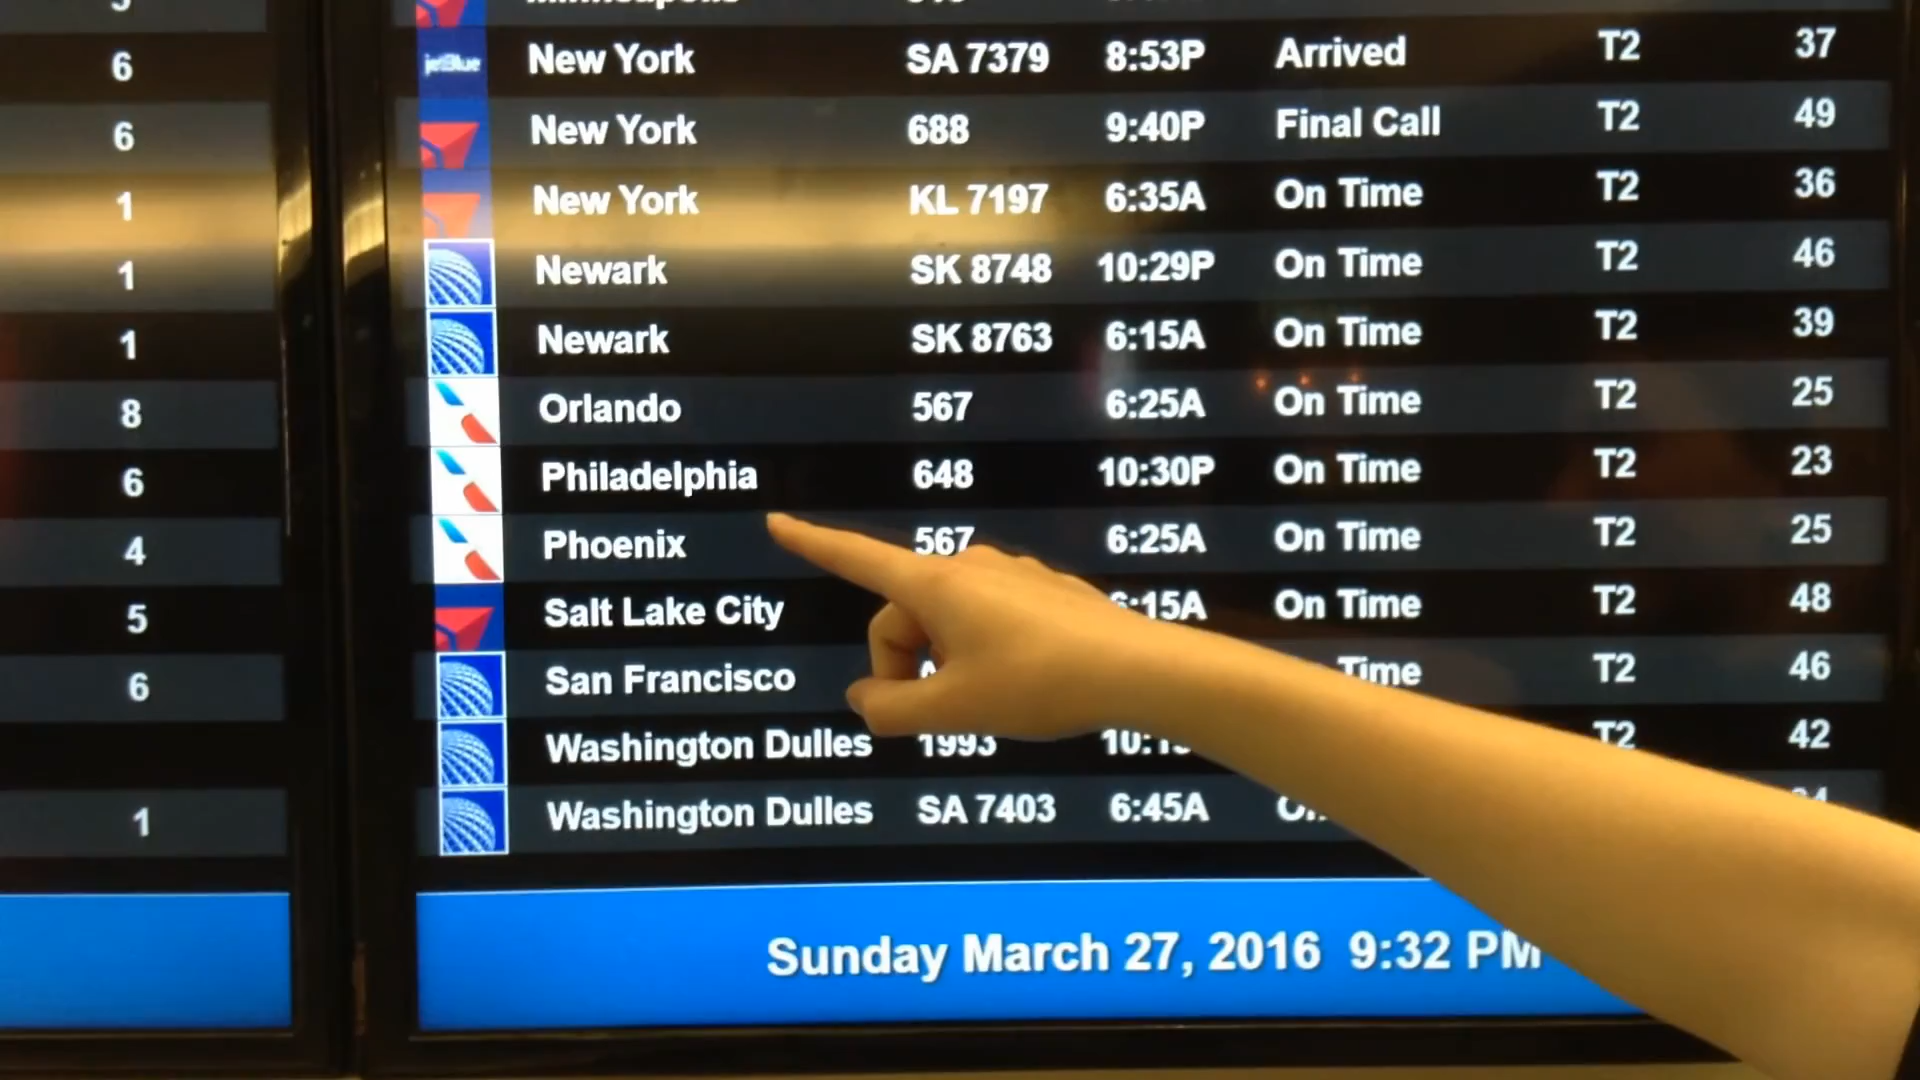 6
6
1
1
1
8
6
4
5
6
1
Minneapolis
jetBlue New York SA 7379 8:53P Arrived T2 37
New York 688 9:40P Final Call T2 49
New York KL 7197 6:35A On Time T2 36
Newark SK 8748 10:29P On Time T2 46
Newark SK 8763 6:15A On Time T2 39
Orlando 567 6:25A On Time T2 25
Philadelphia 648 10:30P On Time T2 23
Phoenix 567 6:25A On Time T2 25
Salt Lake City 6:15A On Time T2 48
San Francisco Time T2 46
Washington Dulles 1993 T2 42
Washington Dulles SA 7403 6:45A
Sunday March 27, 2016 9:32 PM